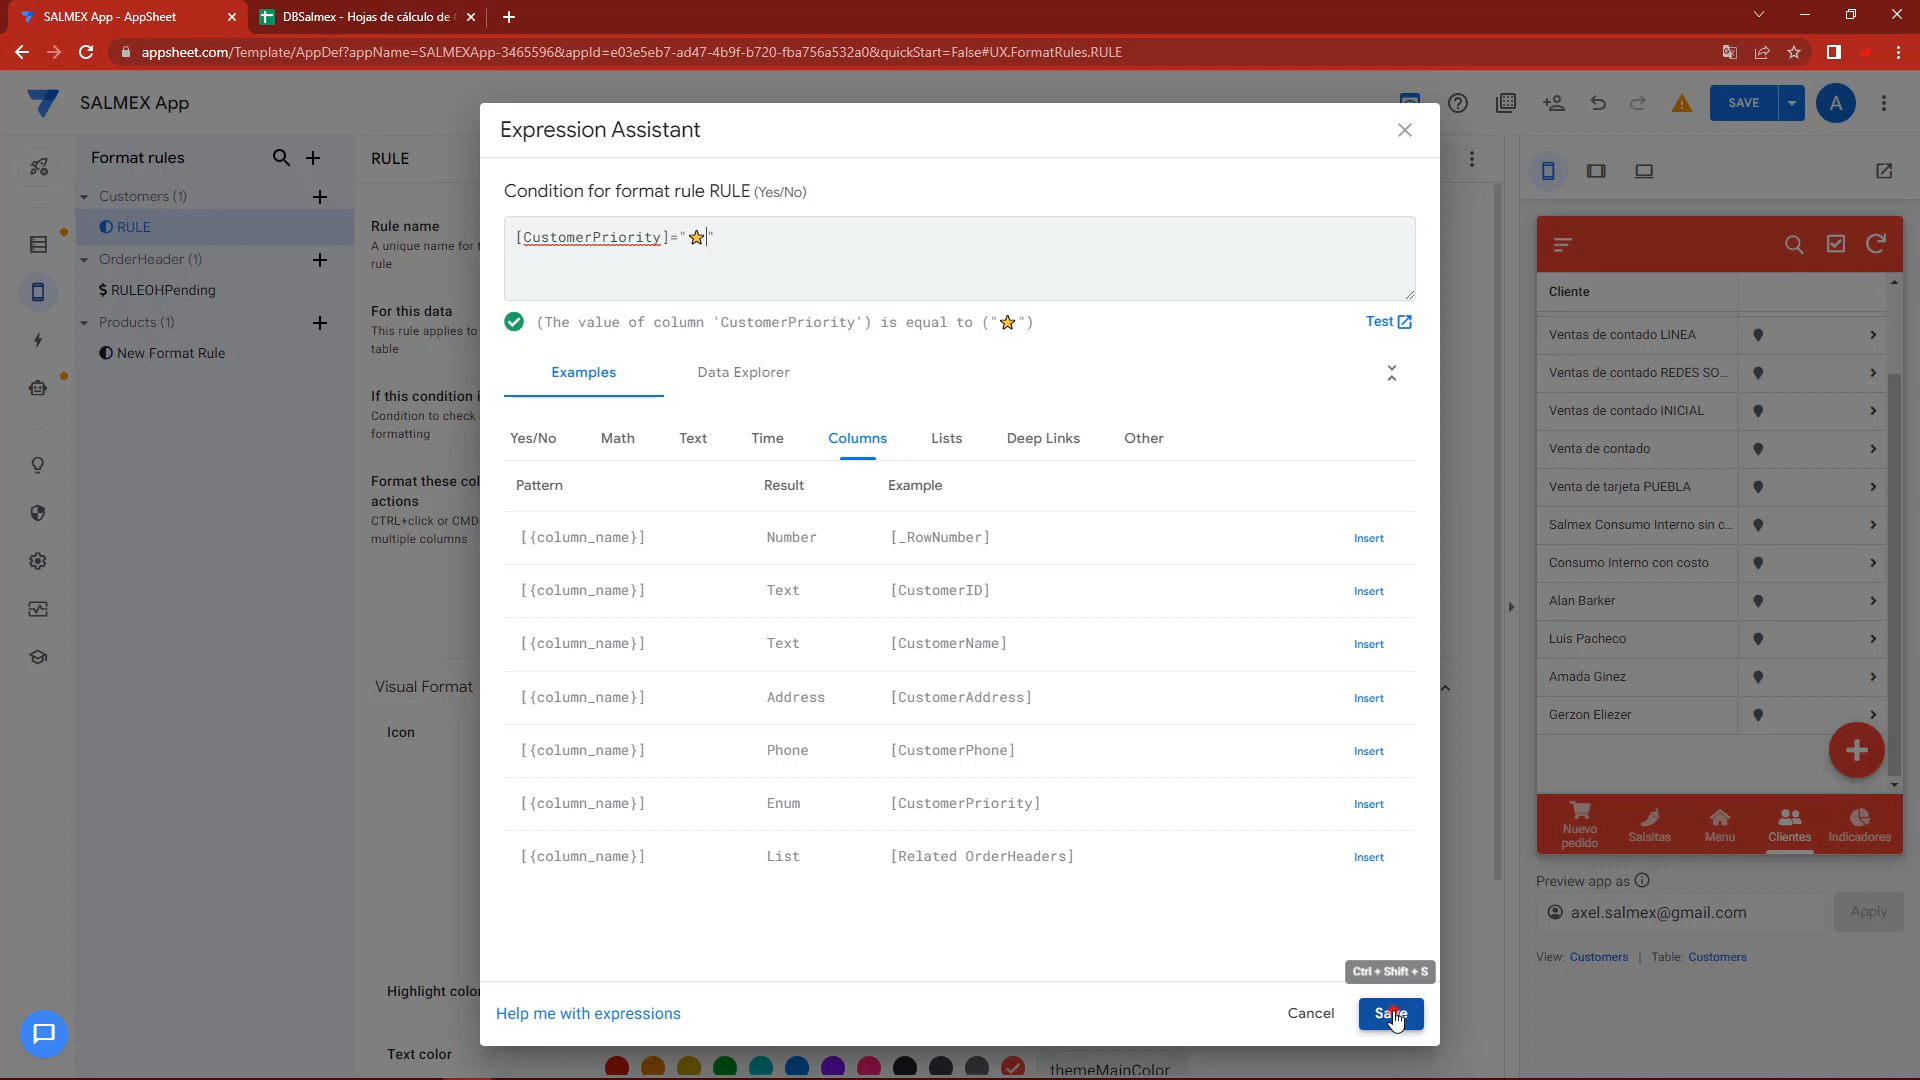 SALMEX App - AppSheet
DBSalmex - Hojas de cálculo de
appsheet.com/Template/AppDef?appName=SALMEXApp-3465596&appId=e03e5eb7-ad47-4b9f-b720-fba756a532a0&quickStart=False#UX.FormatRules.RULE
SALMEX App
SAVE
A
Format rules
Customers (1)
RULE
OrderHeader (1)
RULEOHPending
Products (1)
New Format Rule
RULE
Rule name
A unique name for t
rule
For this data
This rule applies to
table
If this condition i
Condition to check
formatting
Format these col
actions
CTRL+click or CMD
multiple columns
Visual Format
Icon
Highlight color
Text color
themeMainColor
Expression Assistant
Condition for format rule RULE (Yes/No)
[CustomerPriority]="⭐"
(The value of column 'CustomerPriority') is equal to ("⭐")
Test
Examples
Data Explorer
Yes/No Math Text Time Columns Lists Deep Links Other
Pattern Result Example
[{column_name}] Number [_RowNumber] Insert
[{column_name}] Text [CustomerID] Insert
[{column_name}] Text [CustomerName] Insert
[{column_name}] Address [CustomerAddress] Insert
[{column_name}] Phone [CustomerPhone] Insert
[{column_name}] Enum [CustomerPriority] Insert
[{column_name}] List [Related OrderHeaders] Insert
Ctrl + Shift + S
Help me with expressions
Cancel
Save
Cliente
Ventas de contado LINEA
Ventas de contado REDES SO...
Ventas de contado INICIAL
Venta de contado
Venta de tarjeta PUEBLA
Salmex Consumo Interno sin c...
Consumo Interno con costo
Alan Barker
Luis Pacheco
Amada Ginez
Gerzon Eliezer
Nuevo
pedido
Salsitas
Menu
Clientes
Indicadores
Preview app as
axel.salmex@gmail.com
Apply
View: Customers | Table: Customers